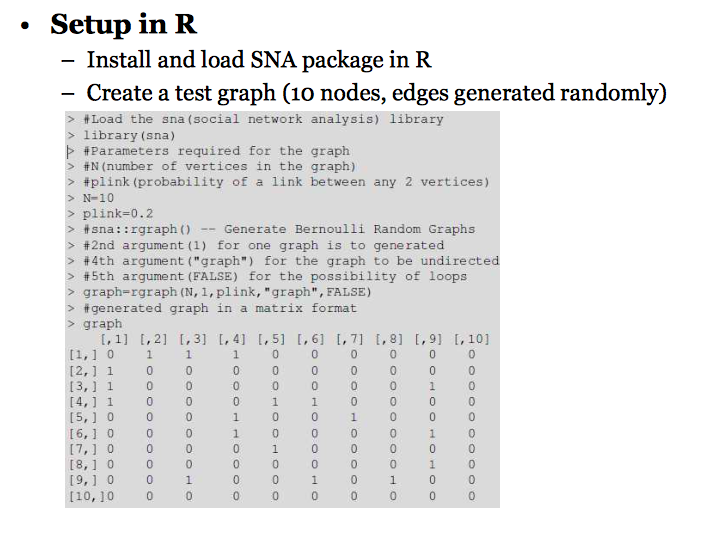 • Setup in R
– Install and load SNA package in R
– Create a test graph (10 nodes, edges generated randomly)
> #Load the sna(social network analysis) library
> library(sna)
> #Parameters required for the graph
> #N(number of vertices in the graph)
> #plink(probability of a link between any 2 vertices)
> N=10
> plink=0.2
> #sna::rgraph() -- Generate Bernoulli Random Graphs
> #2nd argument(1) for one graph is to generated
> #4th argument("graph") for the graph to be undirected
> #5th argument(FALSE) for the possibility of loops
> graph=rgraph(N,1,plink,"graph",FALSE)
> #generated graph in a matrix format
> graph
[,1] [,2] [,3] [,4] [,5] [,6] [,7] [,8] [,9] [,10]
[1,] 0 1 1 1 0 0 0 0 0 0
[2,] 1 0 0 0 0 0 0 0 0 0
[3,] 1 0 0 0 0 0 0 0 1 0
[4,] 1 0 0 0 1 1 0 0 0 0
[5,] 0 0 0 1 0 0 1 0 0 0
[6,] 0 0 0 1 0 0 0 0 1 0
[7,] 0 0 0 0 1 0 0 0 0 0
[8,] 0 0 0 0 0 0 0 0 1 0
[9,] 0 0 1 0 0 1 0 1 0 0
[10,]0 0 0 0 0 0 0 0 0 0